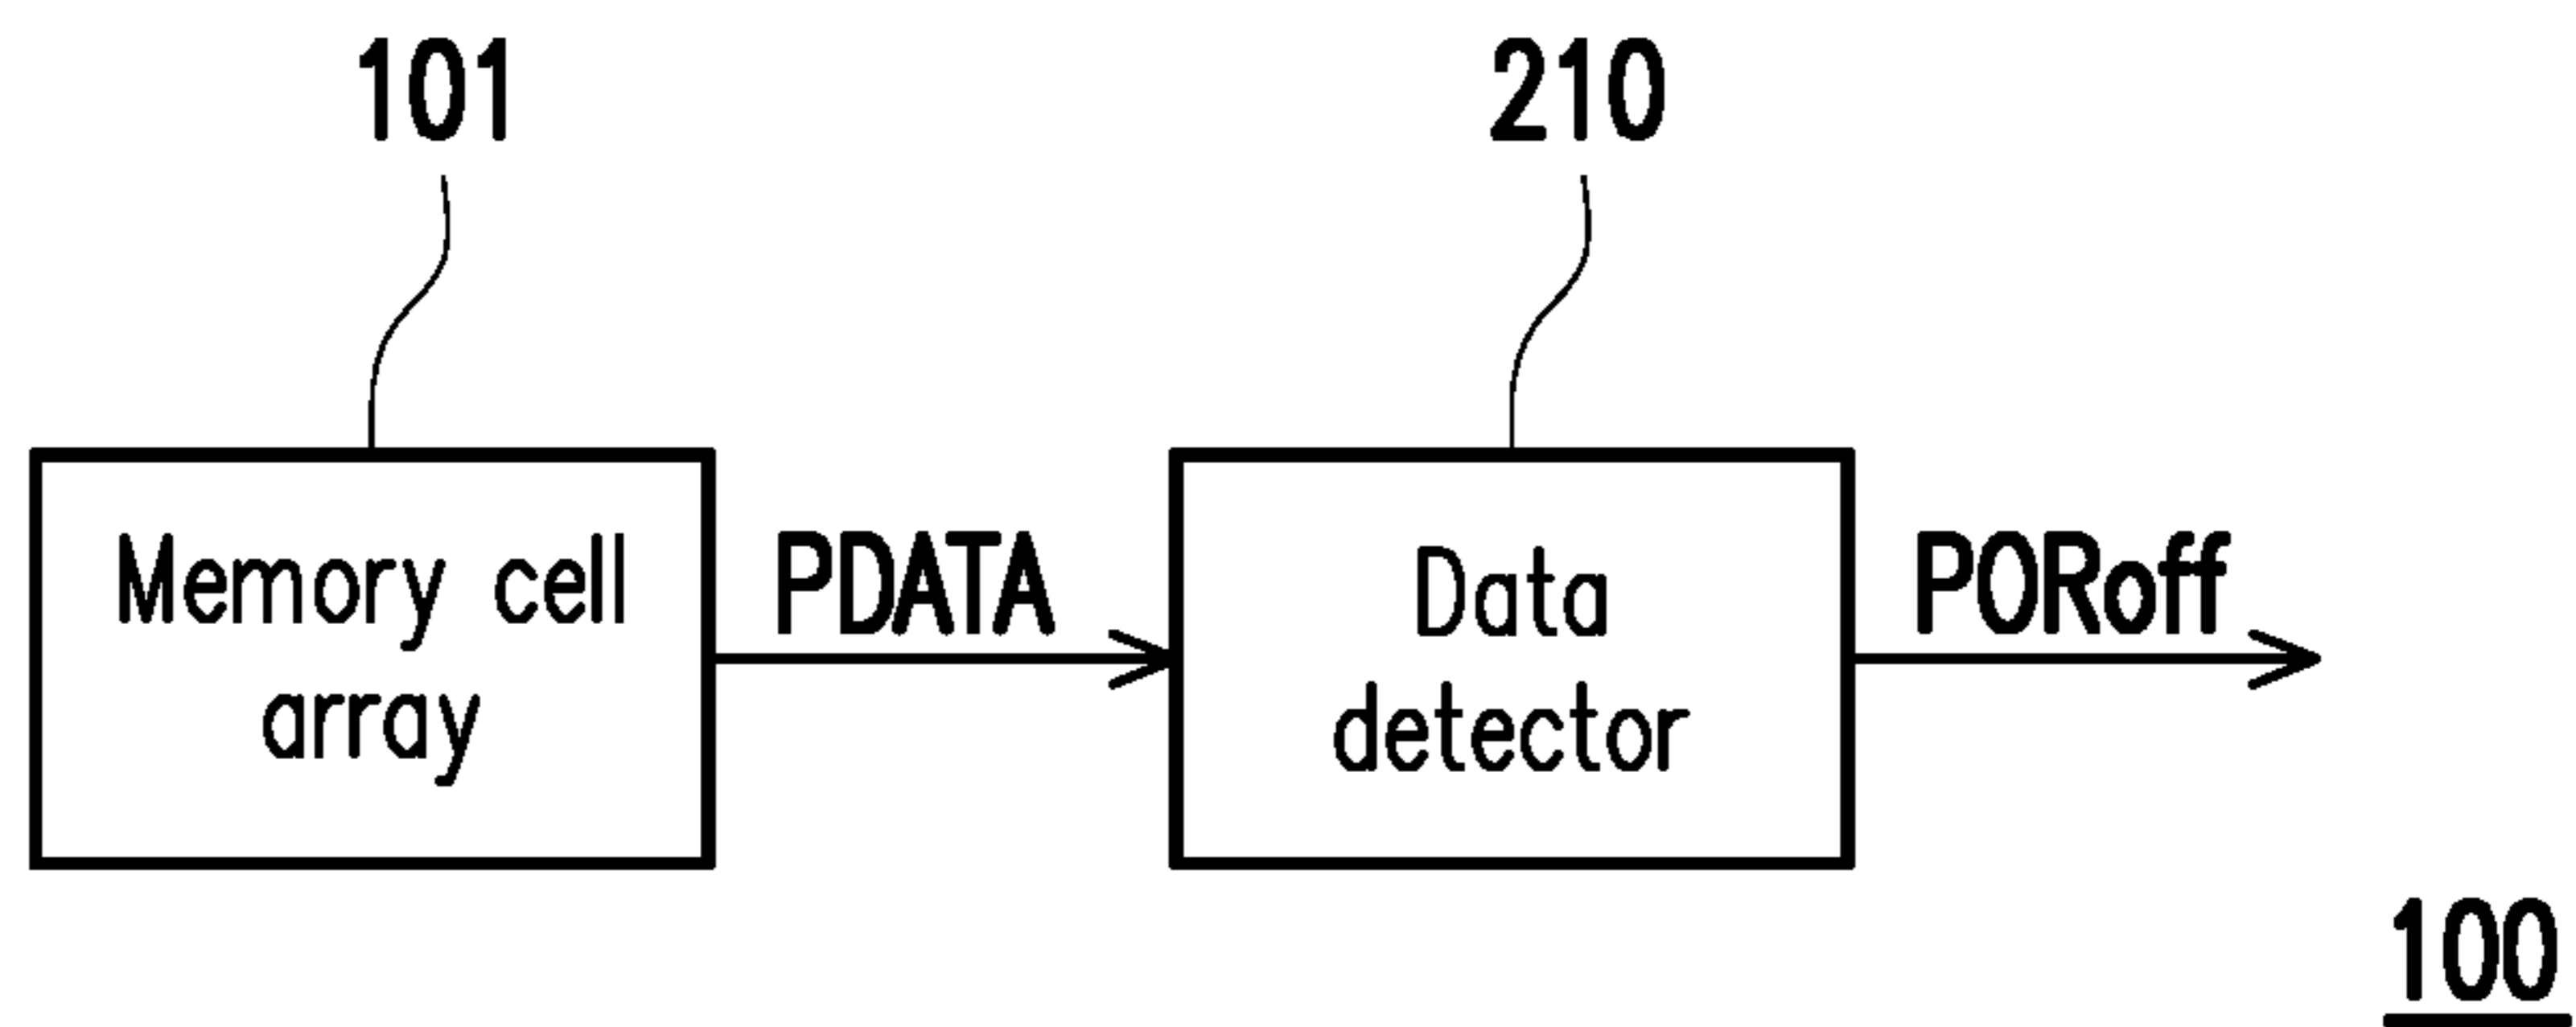 101
210
Memory cell
array
PDATA
Data
detector
PORoff
100